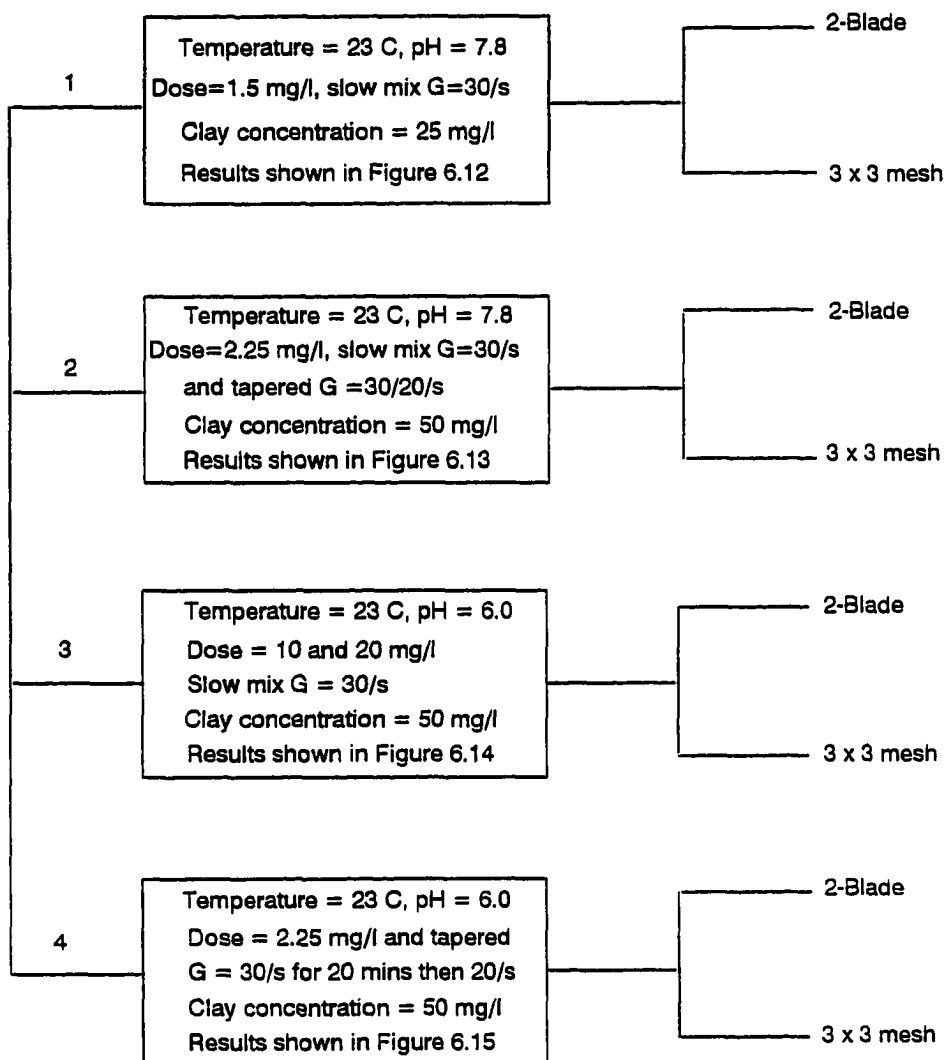 1
Temperature = 23 C, pH = 7.8
Dose=1.5 mg/l, slow mix G=30/s
Clay concentration = 25 mg/l
Results shown in Figure 6.12
2-Blade
3 x 3 mesh
2
Temperature = 23 C, pH = 7.8
Dose=2.25 mg/l, slow mix G=30/s
and tapered G =30/20/s
Clay concentration = 50 mg/l
Results shown in Figure 6.13
2-Blade
3 x 3 mesh
3
Temperature = 23 C, pH = 6.0
Dose = 10 and 20 mg/l
Slow mix G = 30/s
Clay concentration = 50 mg/l
Results shown in Figure 6.14
2-Blade
3 x 3 mesh
4
Temperature = 23 C, pH = 6.0
Dose = 2.25 mg/l and tapered
G = 30/s for 20 mins then 20/s
Clay concentration = 50 mg/l
Results shown in Figure 6.15
2-Blade
3 x 3 mesh